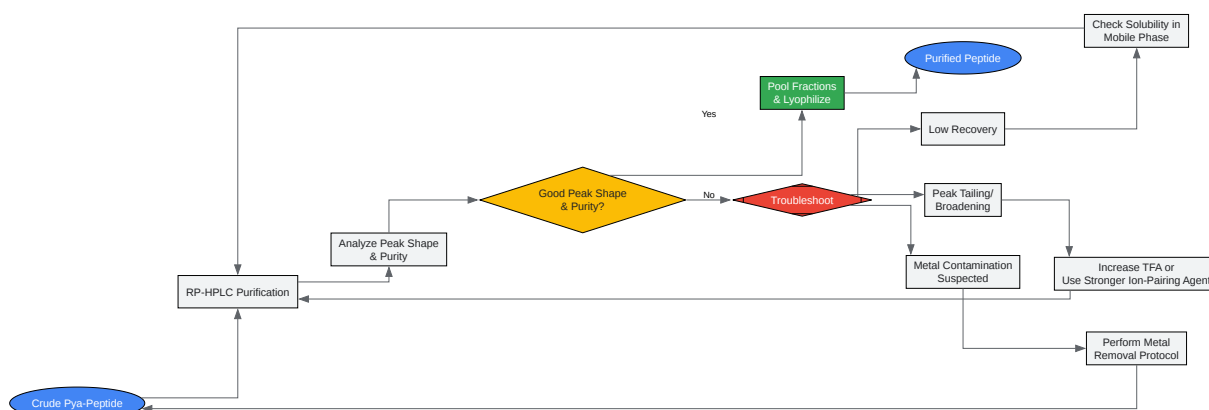 Check Solubility in
Mobile Phase
Purified Peptide
Pool Fractions
& Lyophilize
Yes
Low Recovery
Good Peak Shape
& Purity?
No
Troubleshoot
Peak Tailing/
Broadening
Analyze Peak Shape
& Purity
Metal Contamination
Suspected
Increase TFA or
Use Stronger Ion-Pairing Agent
RP-HPLC Purification
Perform Metal
Removal Protocol
Crude Pya-Peptide